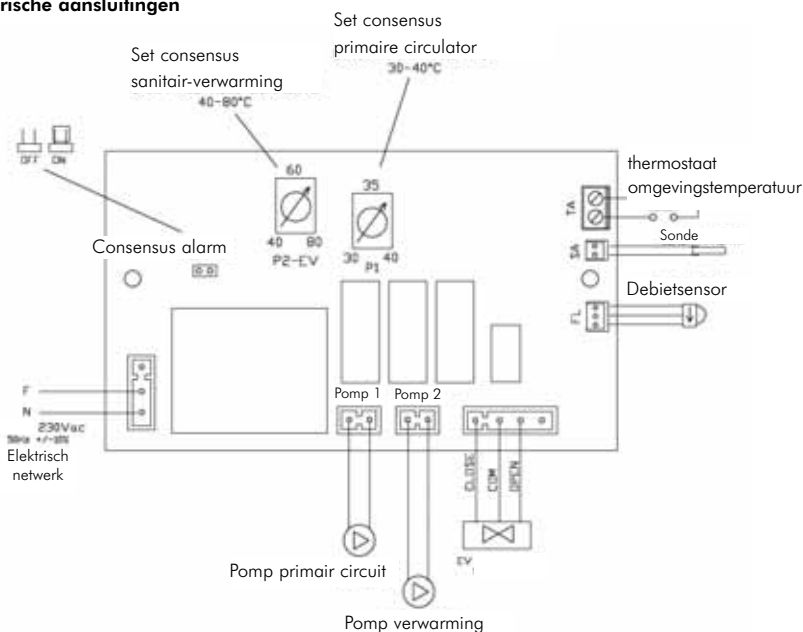 rische aansluitingen
Set consensus
primaire circulator
30-40°C
Set consensus
sanitair-verwarming
40-80°C
OFF ON
60
35
thermostaat
omgevingstemperatuur
TA
Consensus alarm
40 80
P2-EV
30 40
P1
SA
Sonde
Debietsensor
FL
F
N
230Vac
50Hz +/-10%
Elektrisch
netwerk
Pomp 1
Pomp 2
CLOSE
COM
OPEN
EV
Pomp primair circuit
Pomp verwarming